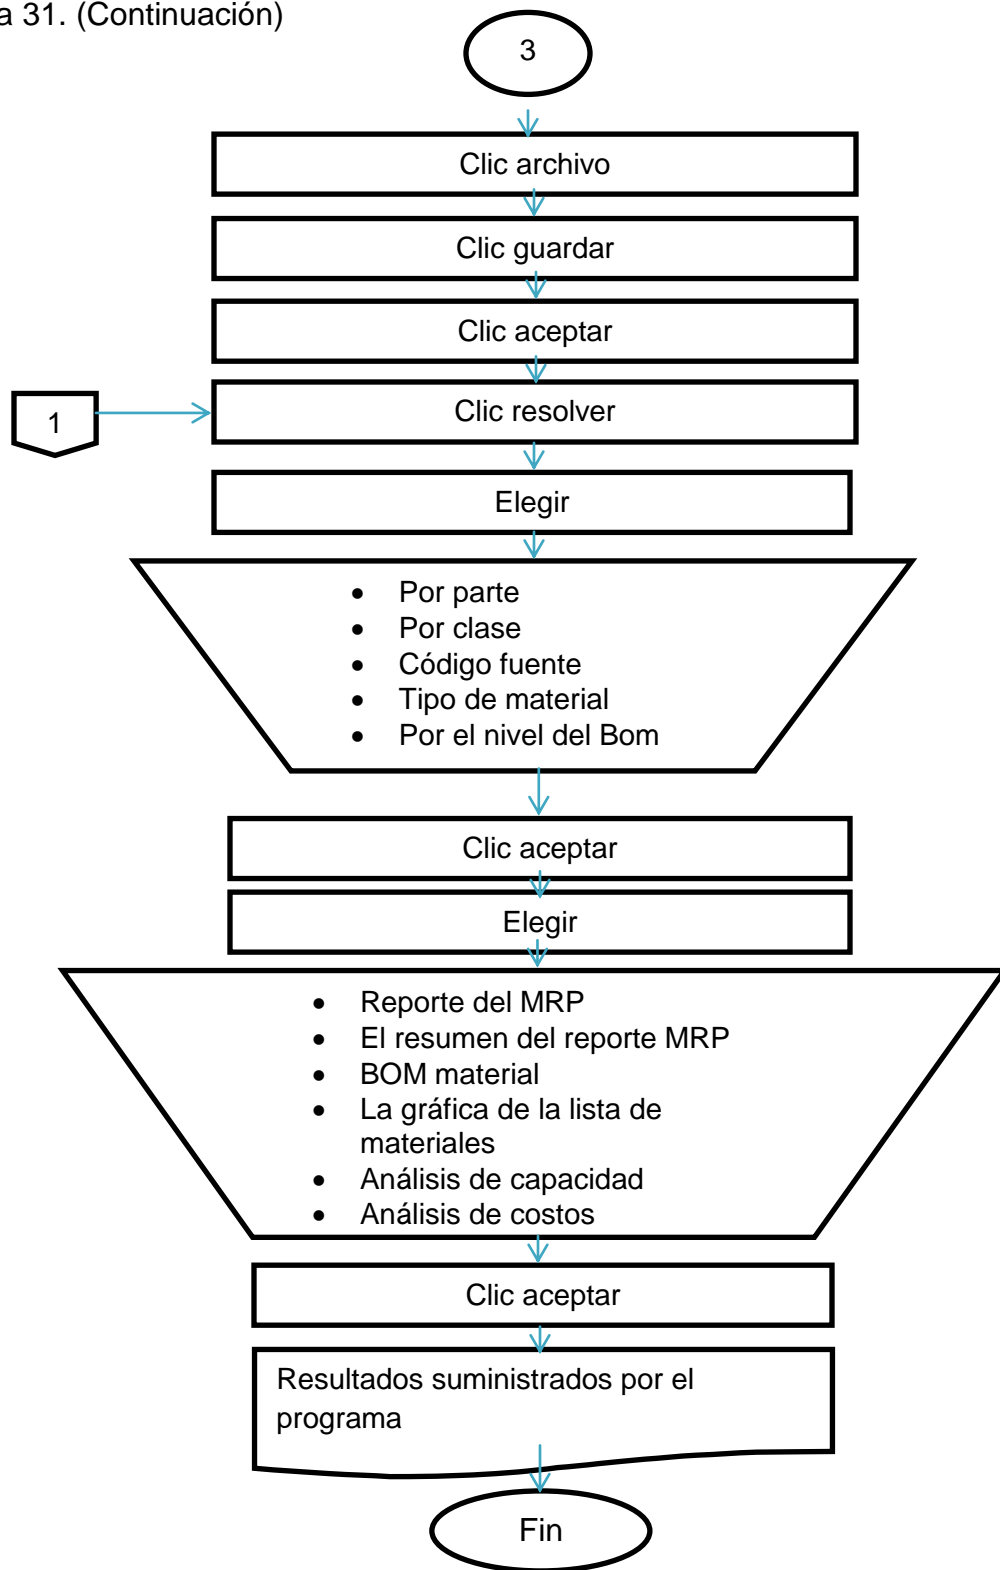 a 31. (Continuación)
3
Clic archivo
Clic guardar
Clic aceptar
1
Clic resolver
Elegir
• Por parte
• Por clase
• Código fuente
• Tipo de material
• Por el nivel del Bom
Clic aceptar
Elegir
• Reporte del MRP
• El resumen del reporte MRP
• BOM material
• La gráfica de la lista de
materiales
• Análisis de capacidad
• Análisis de costos
Clic aceptar
Resultados suministrados por el
programa
Fin